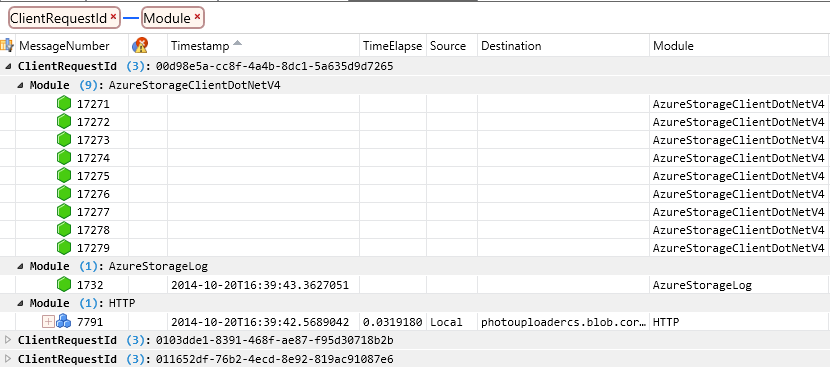 ClientRequestId × — Module ×
MessageNumber Timestamp TimeElapse Source Destination Module
ClientRequestId (3): 00d98e5a-cc8f-4a4b-8dc1-5a635d9d7265
Module (9): AzureStorageClientDotNetV4
17271 AzureStorageClientDotNetV4
17272 AzureStorageClientDotNetV4
17273 AzureStorageClientDotNetV4
17274 AzureStorageClientDotNetV4
17275 AzureStorageClientDotNetV4
17276 AzureStorageClientDotNetV4
17277 AzureStorageClientDotNetV4
17278 AzureStorageClientDotNetV4
17279 AzureStorageClientDotNetV4
Module (1): AzureStorageLog
1732 2014-10-20T16:39:43.3627051 AzureStorageLog
Module (1): HTTP
7791 2014-10-20T16:39:42.5689042 0.0319180 Local photouploadercs.blob.cor… HTTP
ClientRequestId (3): 0103dde1-8391-468f-ae87-f95d30718b2b
ClientRequestId (3): 011652df-76b2-4ecd-8e92-819ac91087e6